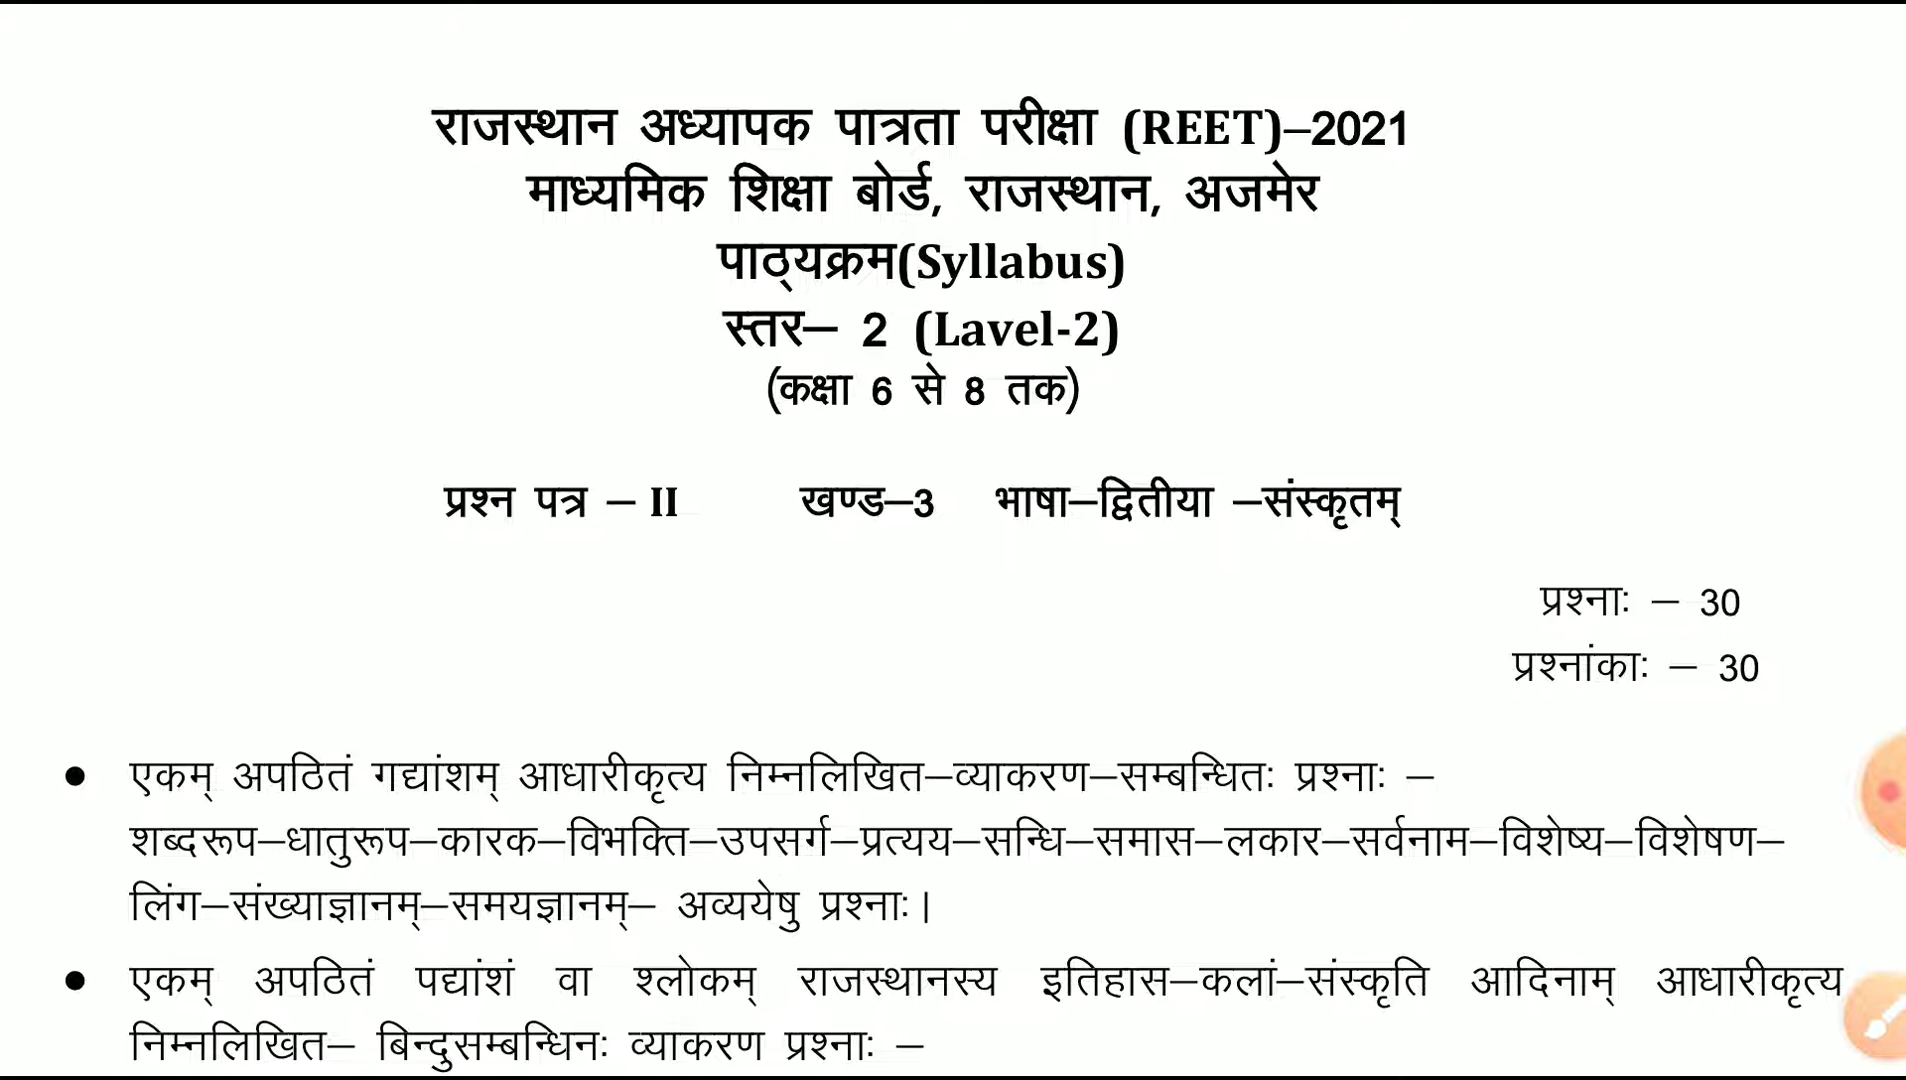 राजस्थान अध्यापक पात्रता परीक्षा (REET)–2021
माध्यमिक शिक्षा बोर्ड, राजस्थान, अजमेर
पाठ्यक्रम(Syllabus)
स्तर– 2 (Lavel-2)
(कक्षा 6 से 8 तक)
प्रश्न पत्र – II खण्ड–3 भाषा–द्वितीया –संस्कृतम्
प्रश्नाः – 30
प्रश्नांकाः – 30
● एकम् अपठितं गद्यांशम् आधारीकृत्य निम्नलिखित–व्याकरण–सम्बन्धितः प्रश्नाः –
शब्दरूप–धातुरूप–कारक–विभक्ति–उपसर्ग–प्रत्यय–सन्धि–समास–लकार–सर्वनाम–विशेष्य–विशेषण–
लिंग–संख्याज्ञानम्–समयज्ञानम्– अव्ययेषु प्रश्नाः।
● एकम् अपठितं पद्यांशं वा श्लोकम् राजस्थानस्य इतिहास–कलां–संस्कृति आदिनाम् आधारीकृत्य
निम्नलिखित– बिन्दुसम्बन्धिनः व्याकरण प्रश्नाः –